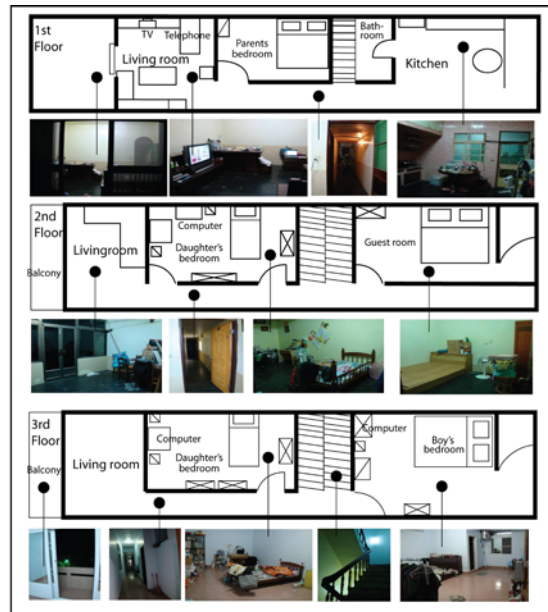 1st
Floor
TV
Telephone
Living room
Parents
bedroom
Bath-
room
Kitchen
2nd
Floor
Balcony
Livingroom
Computer
Daughter's
bedroom
Guest room
3rd
Floor
Balcony
Living room
Computer
Daughter's
bedroom
Computer
Boy's
bedroom